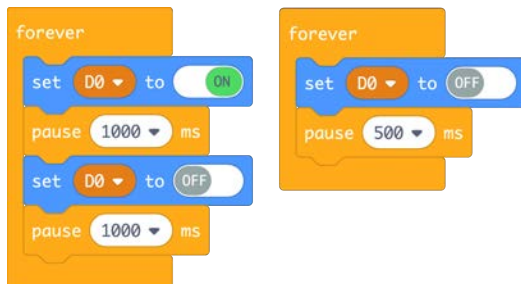 forever
set D0 to ON
pause 1000 ms
set D0 to OFF
pause 1000 ms
forever
set D0 to OFF
pause 500 ms